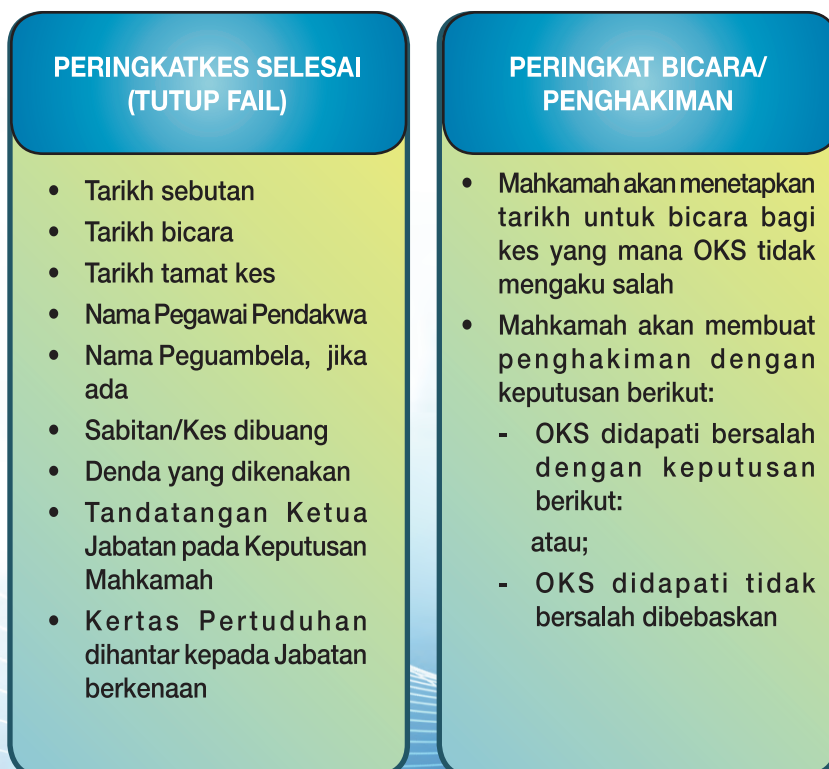 PERINGKATKES SELESAI
(TUTUP FAIL)
• Tarikh sebutan
• Tarikh bicara
• Tarikh tamat kes
• Nama Pegawai Pendakwa
• Nama Peguambela, jika
ada
• Sabitan/Kes dibuang
• Denda yang dikenakan
• Tandatangan Ketua
Jabatan pada Keputusan
Mahkamah
• Kertas Pertuduhan
dihantar kepada Jabatan
berkenaan
PERINGKAT BICARA/
PENGHAKIMAN
• Mahkamah akan menetapkan
tarikh untuk bicara bagi
kes yang mana OKS tidak
mengaku salah
• Mahkamah akan membuat
penghakiman dengan
keputusan berikut:
- OKS didapati bersalah
dengan keputusan
berikut:
atau;
- OKS didapati tidak
bersalah dibebaskan